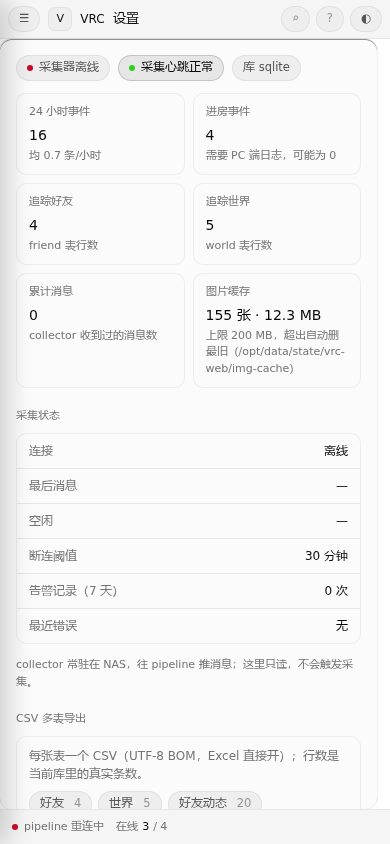 ☰ V VRC 设置 ⌕ ? ◐
采集器离线 采集心跳正常 库 sqlite
24 小时事件
16
均 0.7 条/小时
进房事件
4
需要 PC 端日志，可能为 0
追踪好友
4
friend 表行数
追踪世界
5
world 表行数
累计消息
0
collector 收到过的消息数
图片缓存
155 张 · 12.3 MB
上限 200 MB，超出自动删
最旧（/opt/data/state/vrc-
web/img-cache)
采集状态
连接 离线
最后消息 —
空闲 —
断连阈值 30 分钟
告警记录（7 天） 0 次
最近错误 无
collector 常驻在 NAS，往 pipeline 推消息；这里只读，不会触发采
集。
CSV 多表导出
每张表一个 CSV（UTF-8 BOM，Excel 直接开）；行数是
当前库里的真实条数。
好友 4 世界 5 好友动态 20
pipeline 重连中 在线 3 / 4